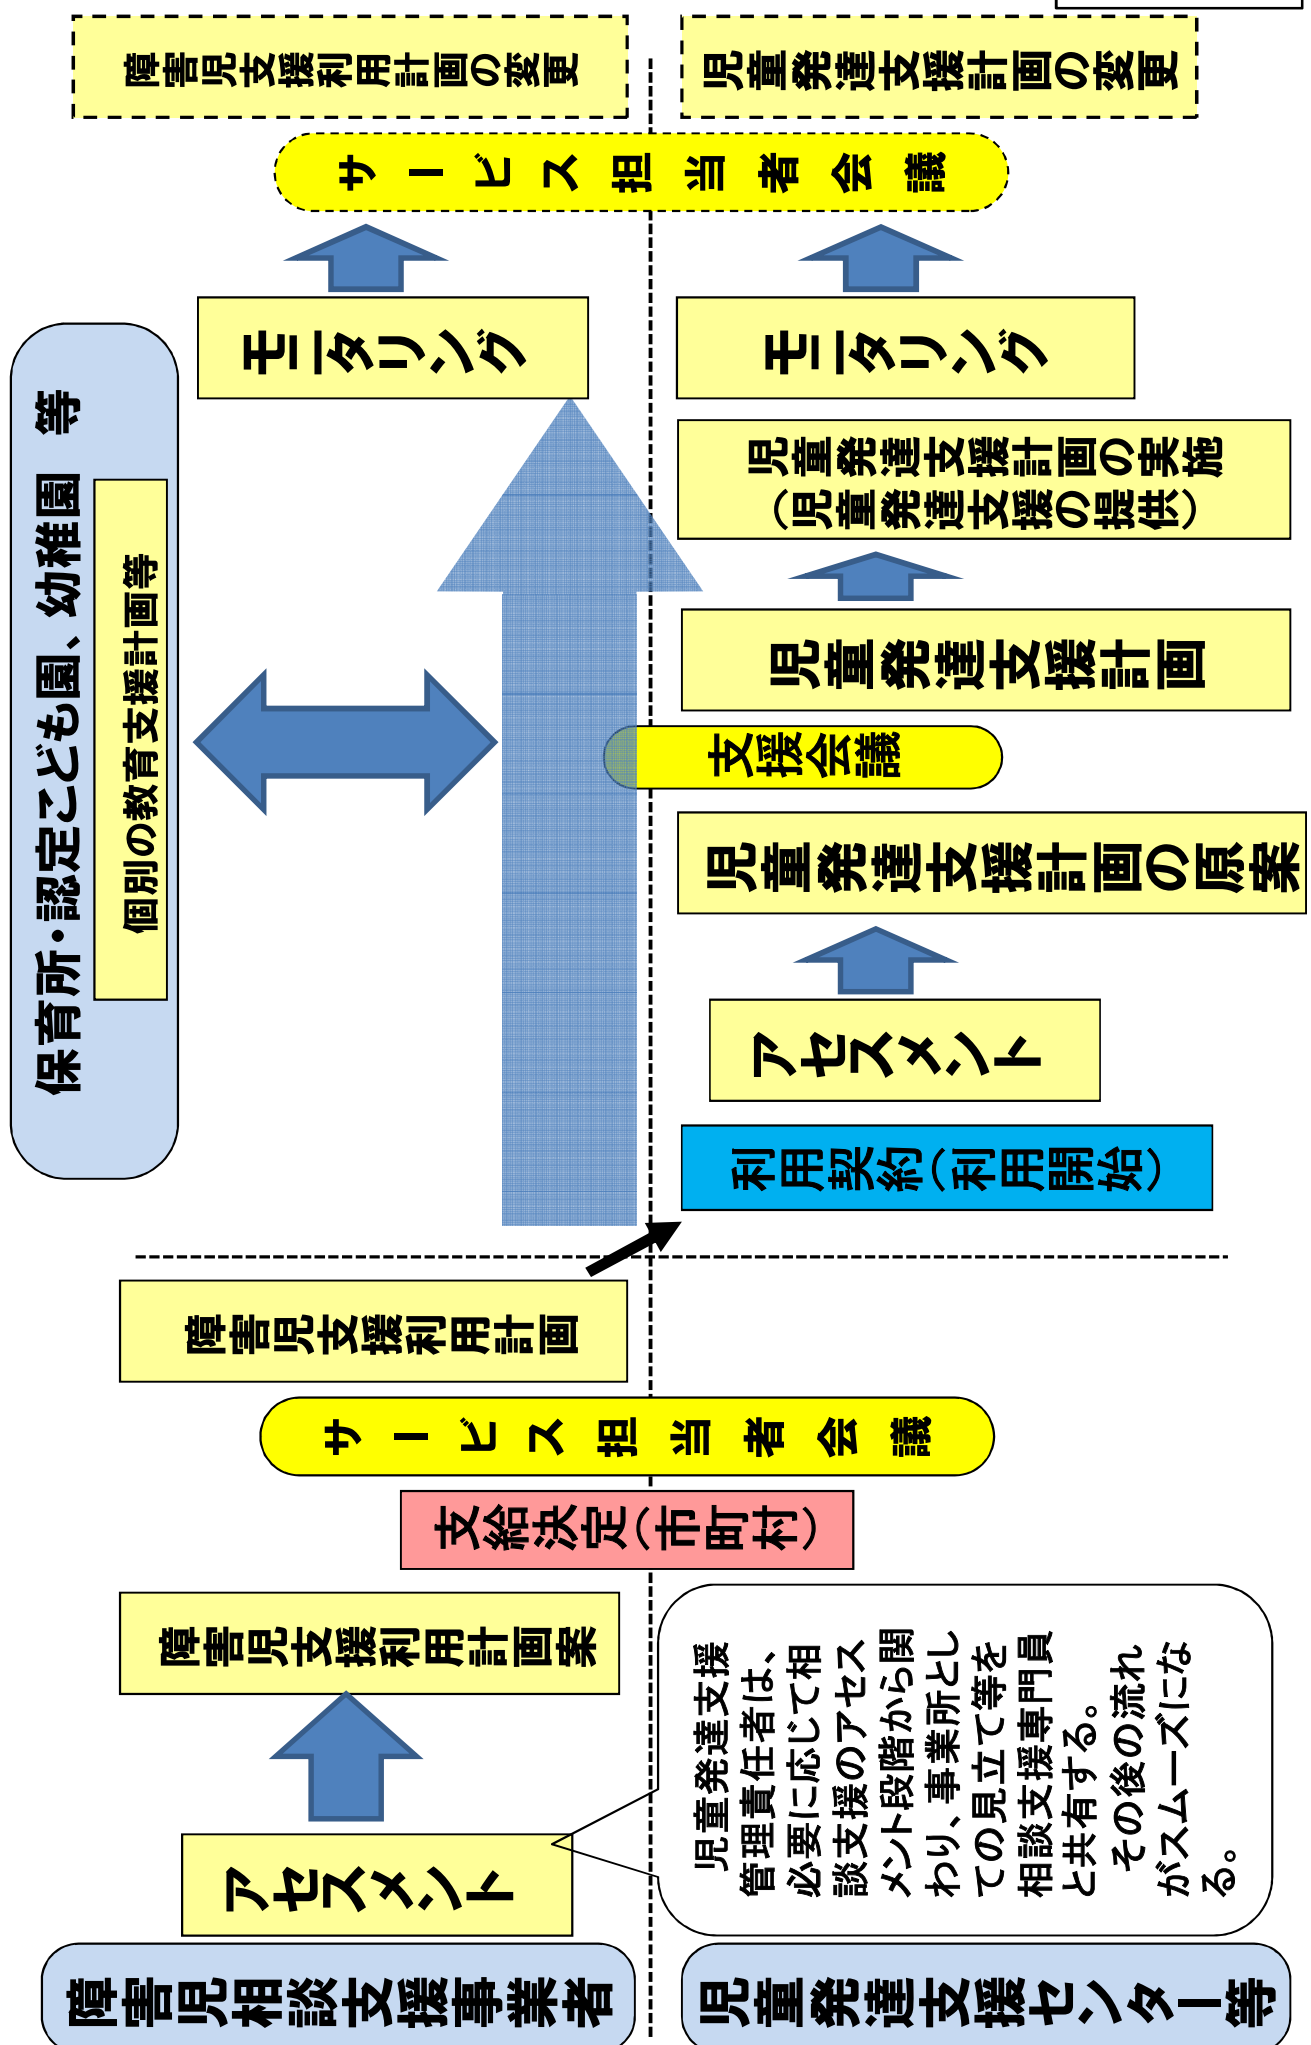 障害児相談支援事業者
アセスメント
障害児支援利用計画案
支給決定(市町村)
サービス担当者会議
障害児支援利用計画
保育所・認定こども園、幼稚園 等
個別の教育支援計画等
モニタリング
サービス担当者会議
障害児支援利用計画の変更
児童発達支援センター等
児童発達支援
管理責任者は、
必要に応じて相
談支援のアセス
メント段階から関
わり、事業所とし
ての見立て等を
相談支援専門員
と共有する。
その後の流れ
がスムーズにな
る。
利用契約(利用開始)
アセスメント
児童発達支援計画の原案
支援会議
児童発達支援計画
児童発達支援計画の実施
(児童発達支援の提供)
モニタリング
児童発達支援計画の変更